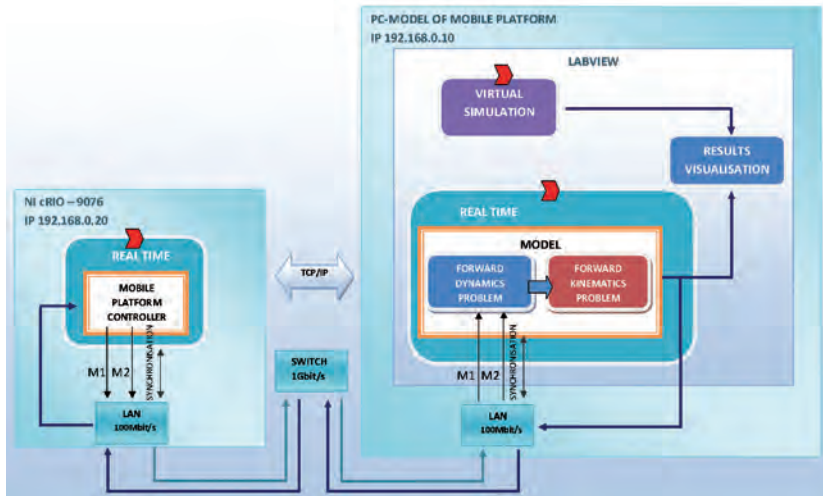 PC-MODEL OF MOBILE PLATFORM
IP 192.168.0.10
LABVIEW
VIRTUAL
SIMULATION
RESULTS
VISUALISATION
NI cRIO – 9076
IP 192.168.0.20
REAL TIME
MOBILE
PLATFORM
CONTROLLER
M1
M2
SYNCHRONISATION
LAN
100Mbit/s
TCP/IP
SWITCH
1Gbit/s
REAL TIME
MODEL
FORWARD
DYNAMICS
PROBLEM
FORWARD
KINEMATICS
PROBLEM
M1
M2
SYNCHRONISATION
LAN
100Mbit/s